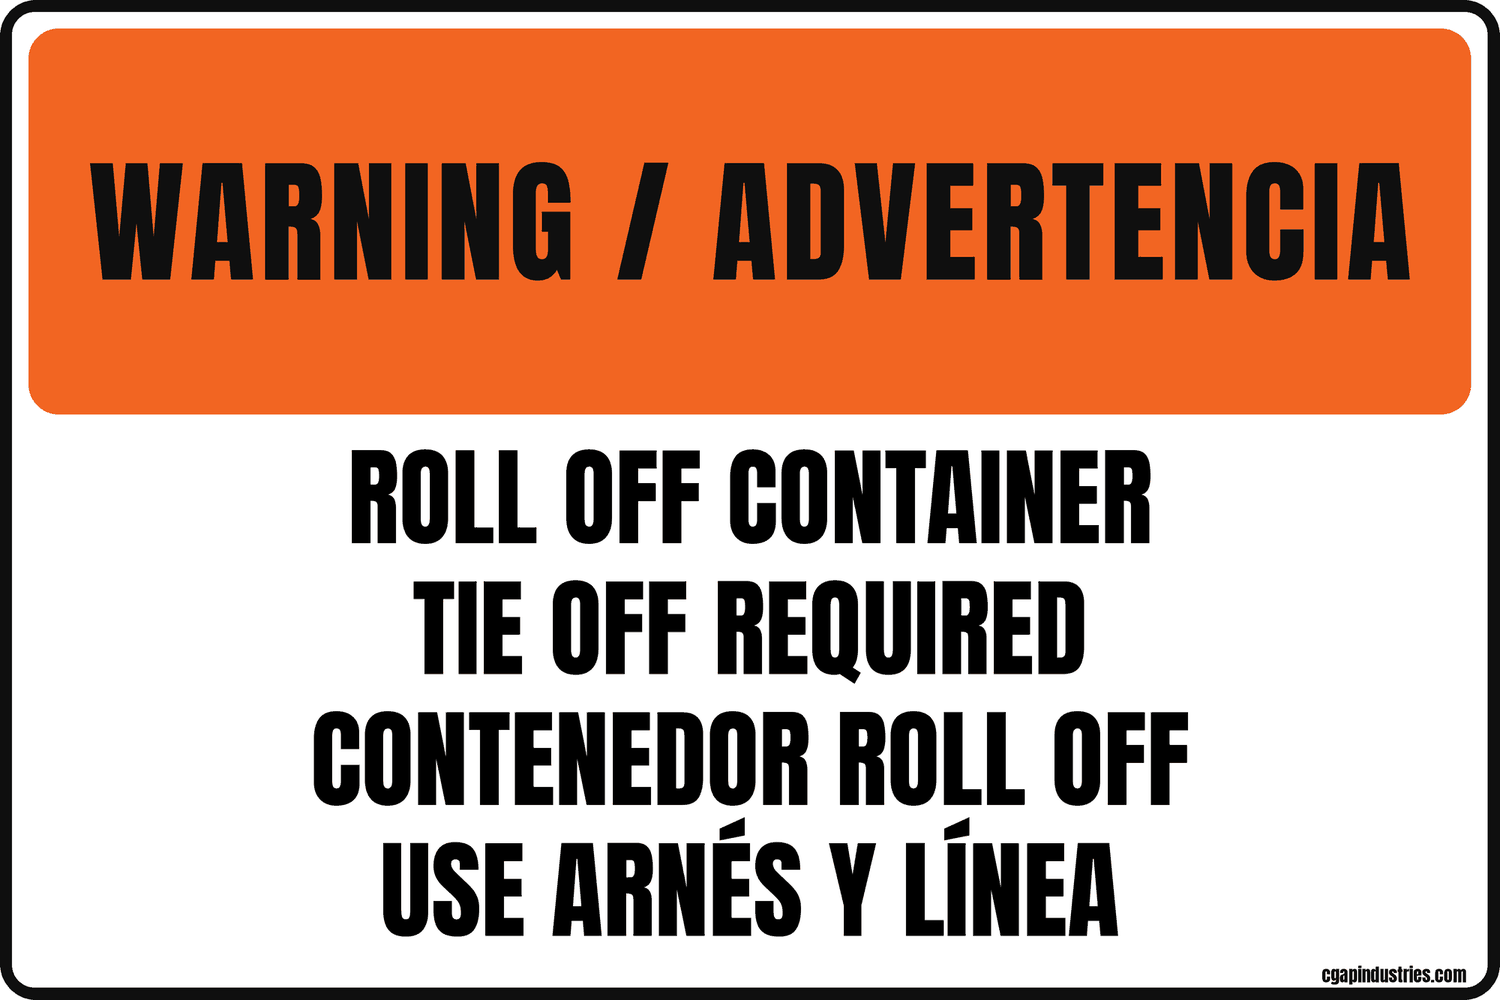 WARNING / ADVERTENCIA
ROLL OFF CONTAINER
TIE OFF REQUIRED
CONTENEDOR ROLL OFF
USE ARNÉS Y LÍNEA
cgapindustries.com